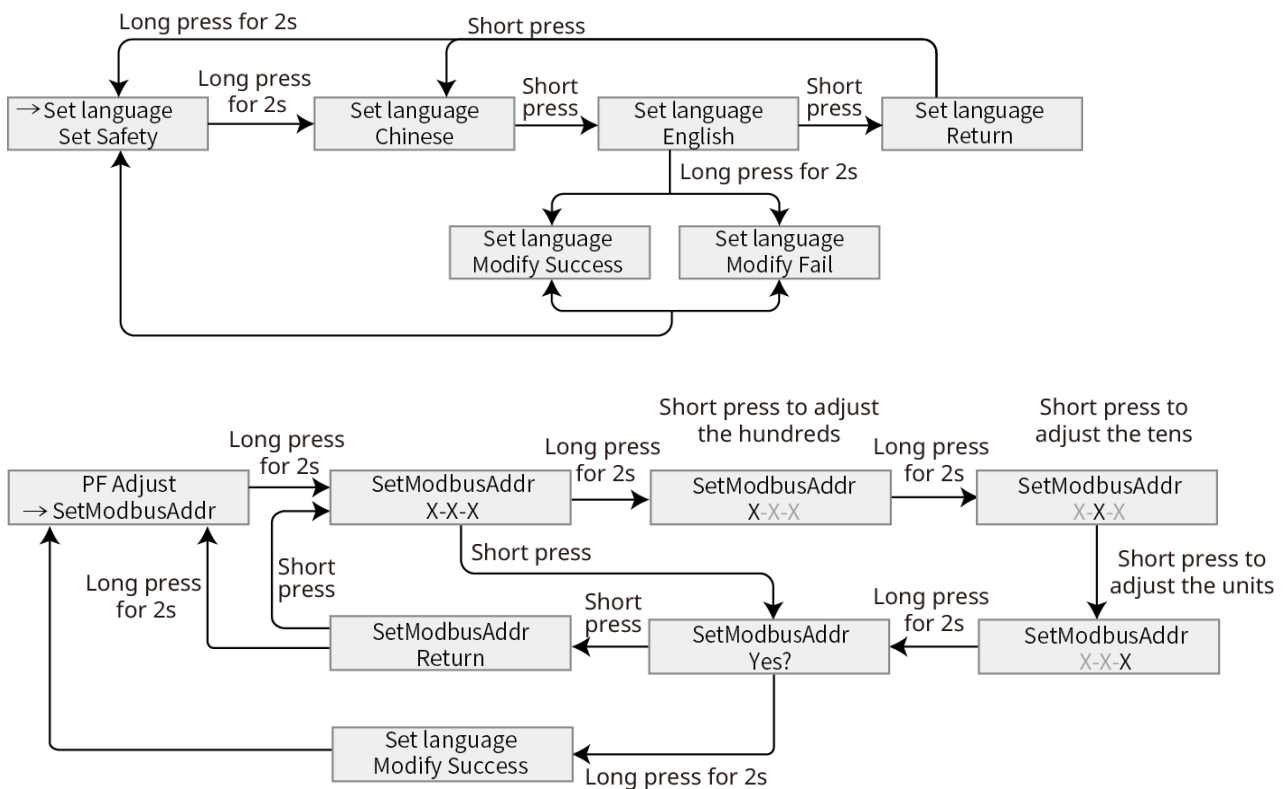 Long press for 2s
Short press
Long press
for 2s
Short
press
Short
press
→Set language
Set Safety
Set language
Chinese
Set language
English
Set language
Return
Long press for 2s
Set language
Modify Success
Set language
Modify Fail
Short press to adjust
the hundreds
Short press to
adjust the tens
Long press
for 2s
Long press
for 2s
Long press
for 2s
PF Adjust
→SetModbusAddr
SetModbusAddr
X-X-X
SetModbusAddr
X-X-X
SetModbusAddr
X-X-X
Short press
Short press to
adjust the units
Long press
for 2s
Short
press
Short
press
Long press
for 2s
SetModbusAddr
Return
SetModbusAddr
Yes?
SetModbusAddr
X-X-X
Set language
Modify Success
Long press for 2s